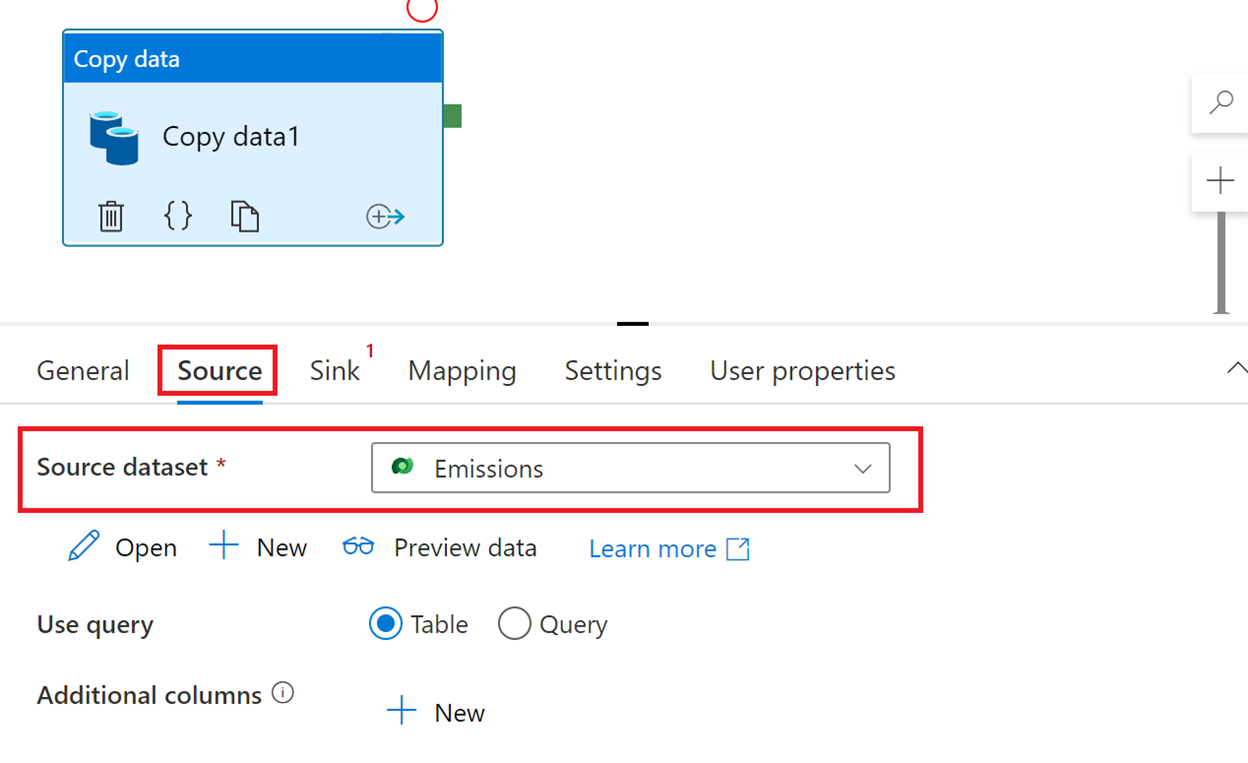 Copy data
Copy data1
General Source Sink 1 Mapping Settings User properties
Source dataset * Emissions
Open New Preview data Learn more
Use query Table Query
Additional columns New